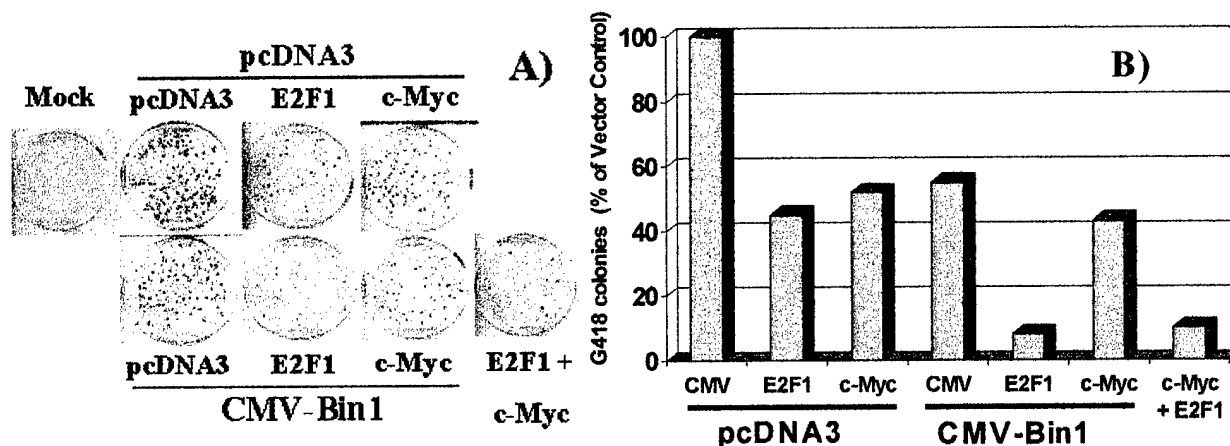 pcDNA3
A)
Mock
pcDNA3
E2F1
c-Myc
pcDNA3
E2F1
c-Myc
E2F1 +
c-Myc
CMV-Bin1
B)
G418 colonies (% of Vector Control)
100
80
60
40
20
0
CMV
E2F1
c-Myc
CMV
E2F1
c-Myc
c-Myc
+ E2F1
pcDNA3
CMV-Bin1